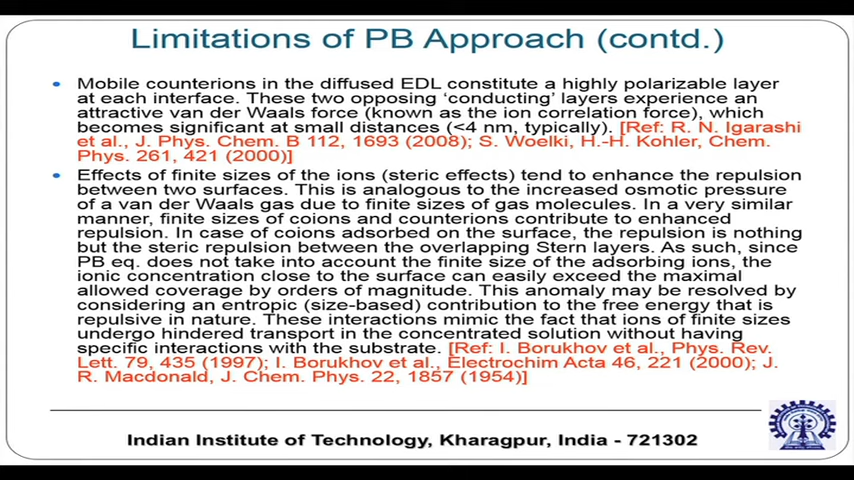 Limitations of PB Approach (contd.)
Mobile counterions in the diffused EDL constitute a highly polarizable layer
at each interface. These two opposing ‘conducting’ layers experience an
attractive van der Waals force (known as the ion correlation force), which
becomes significant at small distances (<4 nm, typically). [Ref: R. N. Igarashi
et al., J. Phys. Chem. B 112, 1693 (2008); S. Woelki, H.-H. Kohler, Chem.
Phys. 261, 421 (2000)]
Effects of finite sizes of the ions (steric effects) tend to enhance the repulsion
between two surfaces. This is analogous to the increased osmotic pressure
of a van der Waals gas due to finite sizes of gas molecules. In a very similar
manner, finite sizes of coions and counterions contribute to enhanced
repulsion. In case of coions adsorbed on the surface, the repulsion is nothing
but the steric repulsion between the overlapping Stern layers. As such, since
PB eq. does not take into account the finite size of the adsorbing ions, the
ionic concentration close to the surface can easily exceed the maximal
allowed coverage by orders of magnitude. This anomaly may be resolved by
considering an entropic (size-based) contribution to the free energy that is
repulsive in nature. These interactions mimic the fact that ions of finite sizes
undergo hindered transport in the concentrated solution without having
specific interactions with the substrate. [Ref: I. Borukhov et al., Phys. Rev.
Lett. 79, 435 (1997); I. Borukhov et al., Electrochim Acta 46, 221 (2000); J.
R. Macdonald, J. Chem. Phys. 22, 1857 (1954)]
Indian Institute of Technology, Kharagpur, India - 721302